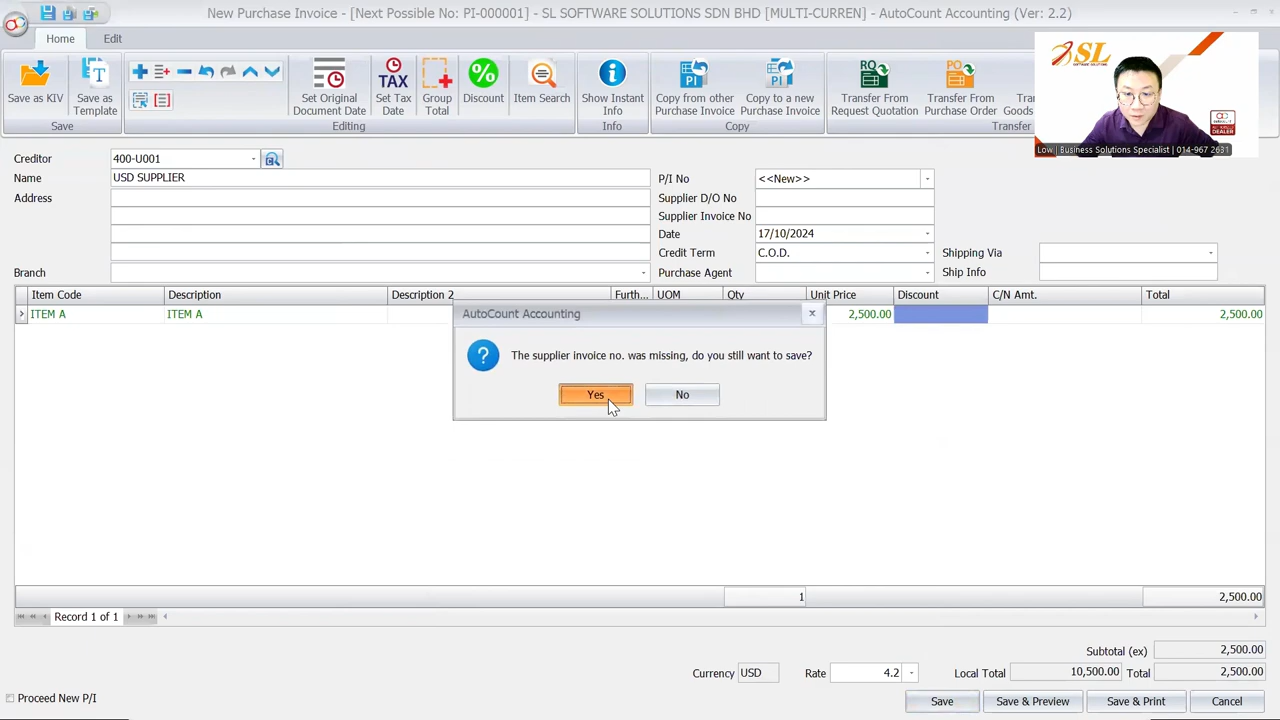 New Purchase Invoice - [Next Possible No: PI-000001] - SL SOFTWARE SOLUTIONS SDN BHD [MULTI-CURREN] - AutoCount Accounting (Ver: 2.2)
Home Edit
Save as KIV
Save as Template
Save
Set Original Document Date
Set Tax Date
TAX
Group Total
Discount
Item Search
Editing
Show Instant Info
Info
Copy from other Purchase Invoice
Copy to a new Purchase Invoice
Copy
Transfer From Request Quotation
Transfer From Purchase Order
Tran
Goods
Transfer
SL
SOFTWARE SOLUTIONS
Low | Business Solutions Specialist | 014-967 2631
Creditor 400-U001
Name USD SUPPLIER
Address
Branch
P/I No <<New>>
Supplier D/O No
Supplier Invoice No
Date 17/10/2024
Credit Term C.O.D.
Purchase Agent
Shipping Via
Ship Info
Item Code Description Description 2 Furth... UOM Qty Unit Price Discount C/N Amt. Total
ITEM A ITEM A 2,500.00 2,500.00
AutoCount Accounting
The supplier invoice no. was missing, do you still want to save?
Yes No
1 2,500.00
Record 1 of 1
Subtotal (ex) 2,500.00
Currency USD Rate 4.2 Local Total 10,500.00 Total 2,500.00
Proceed New P/I
Save Save & Preview Save & Print Cancel